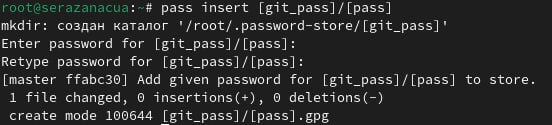 root@serazanacua:~# pass insert [git_pass]/[pass]
mkdir: создан каталог '/root/.password-store/[git_pass]'
Enter password for [git_pass]/[pass]:
Retype password for [git_pass]/[pass]:
[master ffabc30] Add given password for [git_pass]/[pass] to store.
 1 file changed, 0 insertions(+), 0 deletions(-)
 create mode 100644 [git_pass]/[pass].gpg